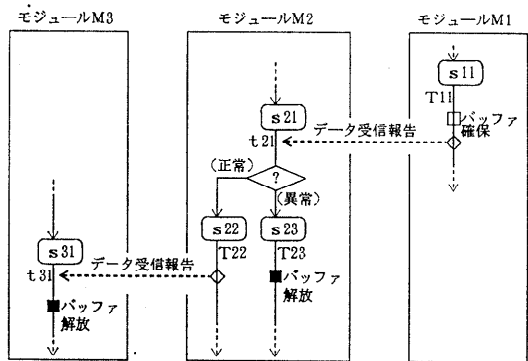 モジュールM3
モジュールM2
モジュールM1
s11
T11
バッファ
確保
s21
t21
データ受信報告
(正常)
?
(異常)
s22
s23
T22
T23
s31
t31
データ受信報告
バッファ
解放
バッファ
解放